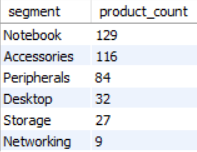 segment product_count
Notebook 129
Accessories 116
Peripherals 84
Desktop 32
Storage 27
Networking 9